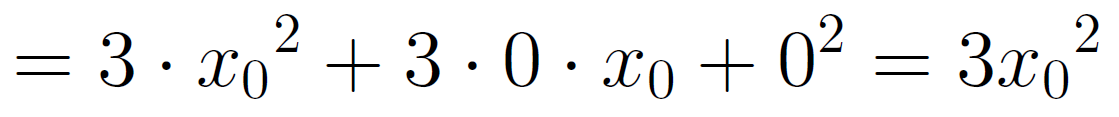 = 3 · x₀² + 3 · 0 · x₀ + 0² = 3x₀²